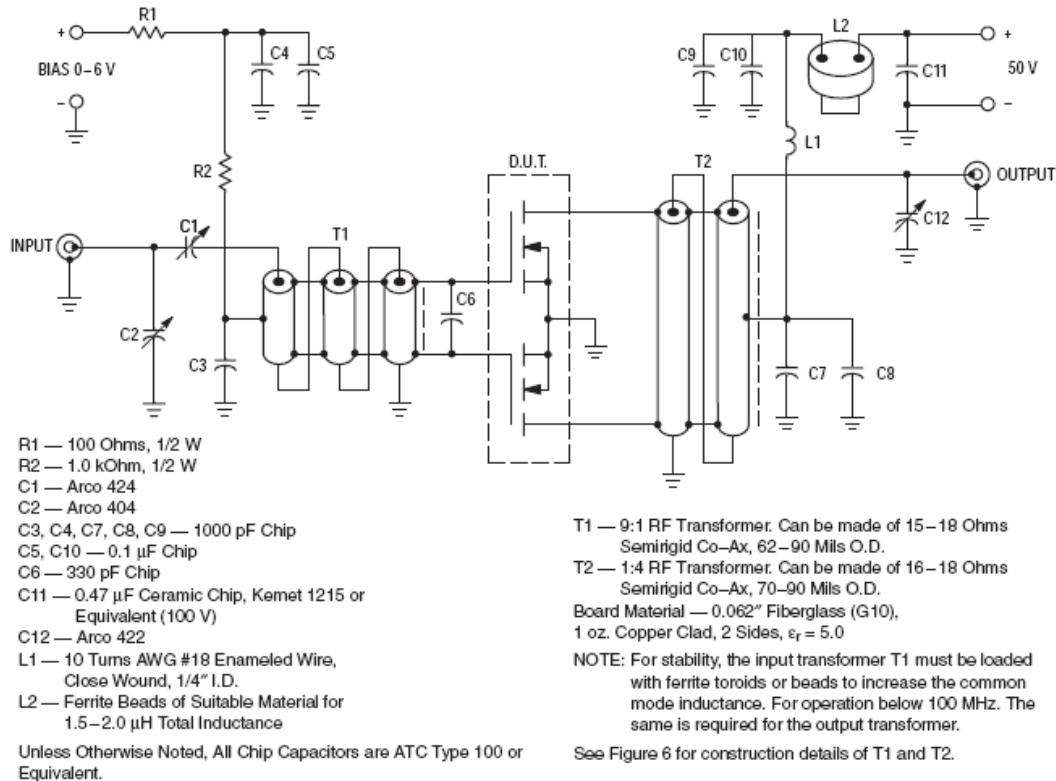 R1
+
BIAS 0–6 V
–
C4
C5
R2
C1
INPUT
C2
C3
T1
C6
D.U.T.
C9
C10
L2
C11
+
50 V
–
L1
T2
OUTPUT
C12
C7
C8
R1 — 100 Ohms, 1/2 W
R2 — 1.0 kOhm, 1/2 W
C1 — Arco 424
C2 — Arco 404
C3, C4, C7, C8, C9 — 1000 pF Chip
C5, C10 — 0.1 μF Chip
C6 — 330 pF Chip
C11 — 0.47 μF Ceramic Chip, Kemet 1215 or
Equivalent (100 V)
C12 — Arco 422
L1 — 10 Turns AWG #18 Enameled Wire,
Close Wound, 1/4″ I.D.
L2 — Ferrite Beads of Suitable Material for
1.5–2.0 μH Total Inductance
Unless Otherwise Noted, All Chip Capacitors are ATC Type 100 or
Equivalent.
T1 — 9:1 RF Transformer. Can be made of 15–18 Ohms
Semirigid Co–Ax, 62–90 Mils O.D.
T2 — 1:4 RF Transformer. Can be made of 16–18 Ohms
Semirigid Co–Ax, 70–90 Mils O.D.
Board Material — 0.062″ Fiberglass (G10),
1 oz. Copper Clad, 2 Sides, εr = 5.0
NOTE: For stability, the input transformer T1 must be loaded
with ferrite toroids or beads to increase the common
mode inductance. For operation below 100 MHz. The
same is required for the output transformer.
See Figure 6 for construction details of T1 and T2.